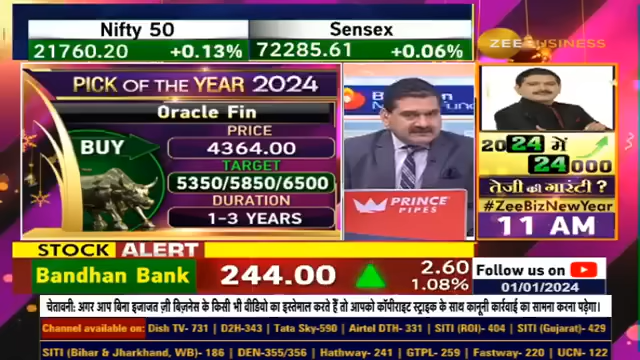 Nifty 50
21760.20 +0.13%
Sensex
72285.61 +0.06%
ZEE BUSINESS
PICK OF THE YEAR 2024
Oracle Fin
BUY
PRICE
4364.00
TARGET
5350/5850/6500
DURATION
1-3 YEARS
PRINCE
PIPES
2024 में
24000
तेजी की गारंटी ?
#ZeeBizNewYear
11 AM
STOCK ALERT
Bandhan Bank 244.00 2.60
1.08%
Follow us on
01/01/2024
चेतावनी: अगर आप बिना इजाजत ज़ी बिज़नेस के किसी भी वीडियो का इस्तेमाल करते हैं तो आपको कॉपीराइट स्ट्राइक के साथ कानूनी कार्रवाई का सामना करना पड़ेगा।
Channel available on: Dish TV- 731 | D2H-343 | Tata Sky-590 | Airtel DTH- 331 | SITI (ROI) - 404 | SITI (Gujarat) - 429
SITI (Bihar & Jharkhand, WB)- 186 | DEN-355/356 | Hathway- 241 | GTPL- 259 | Fastway- 220 | UCN- 122